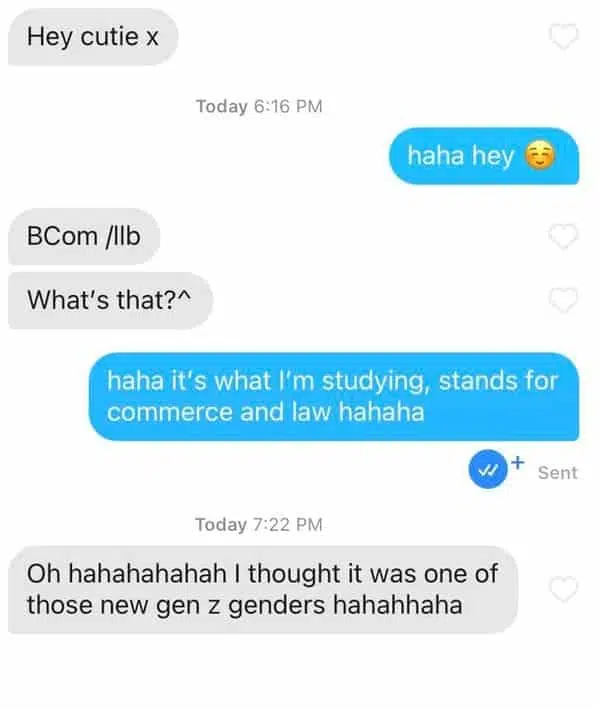 Hey cutie x
Today 6:16 PM
haha hey ☺️
BCom /llb
What's that?^
haha it's what I'm studying, stands for
commerce and law hahaha
Sent
Today 7:22 PM
Oh hahahahahah I thought it was one of
those new gen z genders hahahhaha